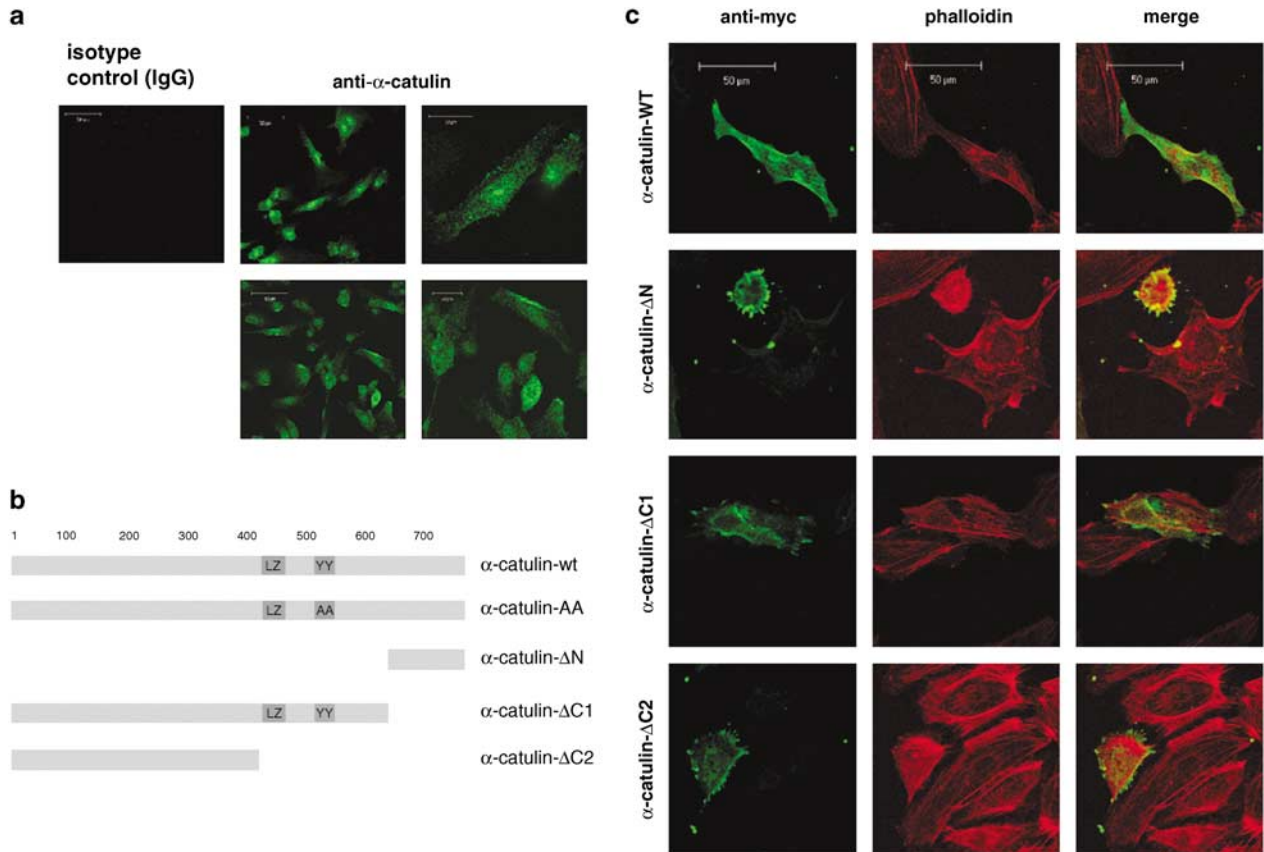 a
isotype
control (IgG)
anti-α-catulin
b
1 100 200 300 400 500 600 700
LZ YY α-catulin-wt
LZ AA α-catulin-AA
α-catulin-ΔN
LZ YY α-catulin-ΔC1
α-catulin-ΔC2
c
anti-myc phalloidin merge
α-catulin-WT
50 µm 50 µm 50 µm
α-catulin-ΔN
α-catulin-ΔC1
α-catulin-ΔC2